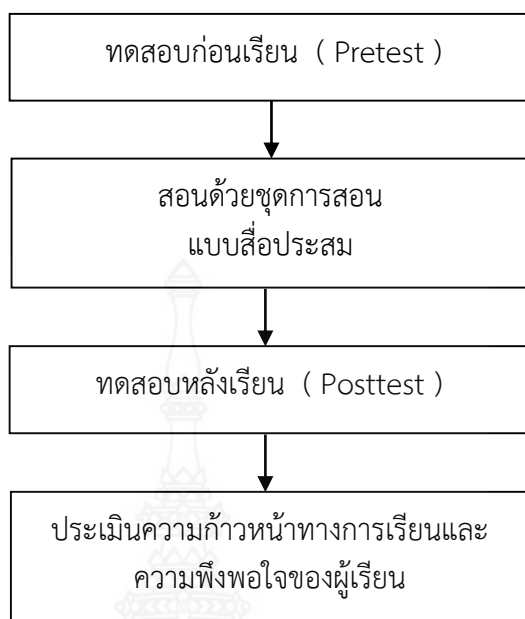 ทดสอบก่อนเรียน ( Pretest )
สอนด้วยชุดการสอน
แบบสื่อประสม
ทดสอบหลังเรียน ( Posttest )
ประเมินความก้าวหน้าทางการเรียนและ
ความพึงพอใจของผู้เรียน